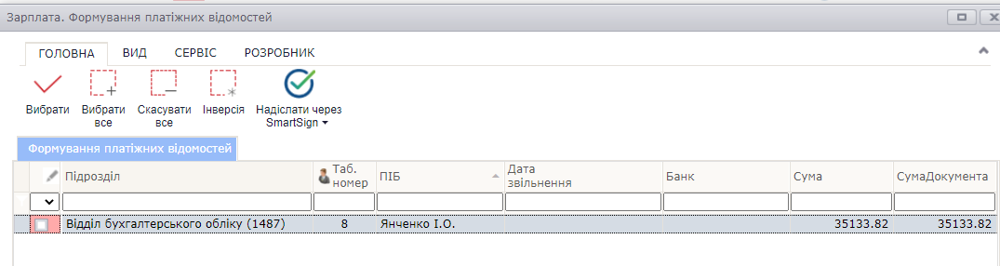 Зарплата. Формування платіжних відомостей
ГОЛОВНА ВИД СЕРВІС РОЗРОБНИК
Вибрати Вибрати все Скасувати все Інверсія Надіслати через SmartSign
Формування платіжних відомостей
Підрозділ Таб. номер ПІБ Дата звільнення Банк Сума СумаДокумента
Відділ бухгалтерського обліку (1487) 8 Янченко І.О. 35133.82 35133.82